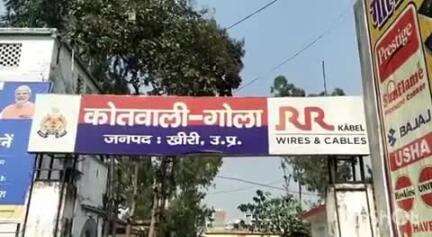 कोतवाली-गोला
जनपद : खीरी, उ.प्र.
RR
KABEL
WIRES & CABLES
Prestige
BAJAJ
USHA